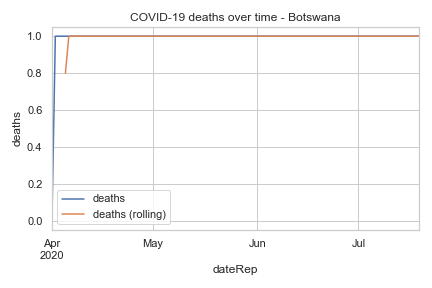 COVID-19 deaths over time - Botswana
1.0
0.8
0.6
0.4
0.2
0.0
deaths
deaths
deaths (rolling)
Apr
2020
May
Jun
Jul
dateRep